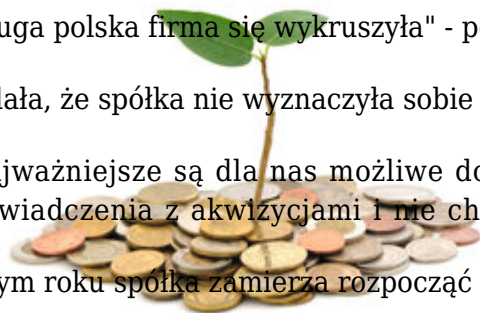 uga polska firma się wykruszyła" - p
ała, że spółka nie wyznaczyła sobie
jważniejsze są dla nas możliwe do
wiadczenia z akwizycjami i nie ch
ym roku spółka zamierza rozpocząć